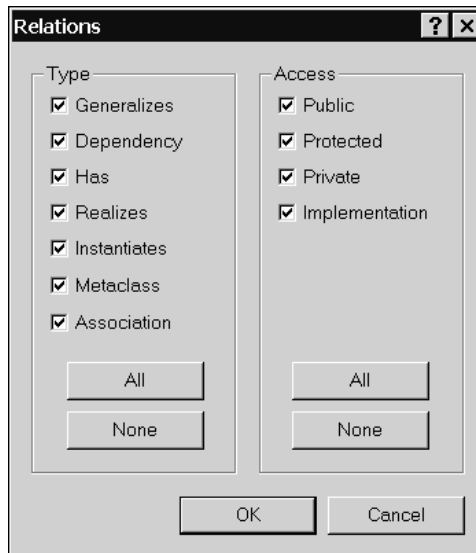 Relations
Type
Generalizes
Dependency
Has
Realizes
Instantiates
Metaclass
Association
All
None
Access
Public
Protected
Private
Implementation
All
None
OK
Cancel